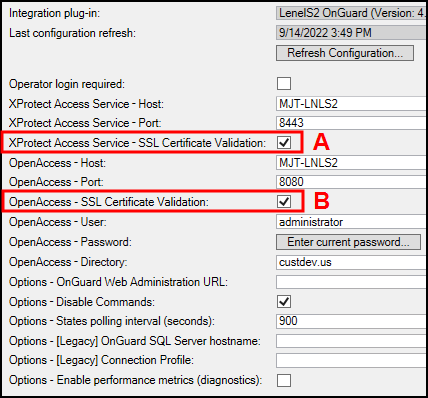 Integration plug-in: LenelS2 OnGuard (Version: 4.
Last configuration refresh: 9/14/2022 3:49 PM
Refresh Configuration...
Operator login required:
XProtect Access Service - Host: MJT-LNLS2
XProtect Access Service - Port: 8443
XProtect Access Service - SSL Certificate Validation: A
OpenAccess - Host: MJT-LNLS2
OpenAccess - Port: 8080
OpenAccess - SSL Certificate Validation: B
OpenAccess - User: administrator
OpenAccess - Password: Enter current password...
OpenAccess - Directory: custdev.us
Options - OnGuard Web Administration URL:
Options - Disable Commands:
Options - States polling interval (seconds): 900
Options - [Legacy] OnGuard SQL Server hostname:
Options - [Legacy] Connection Profile:
Options - Enable performance metrics (diagnostics):